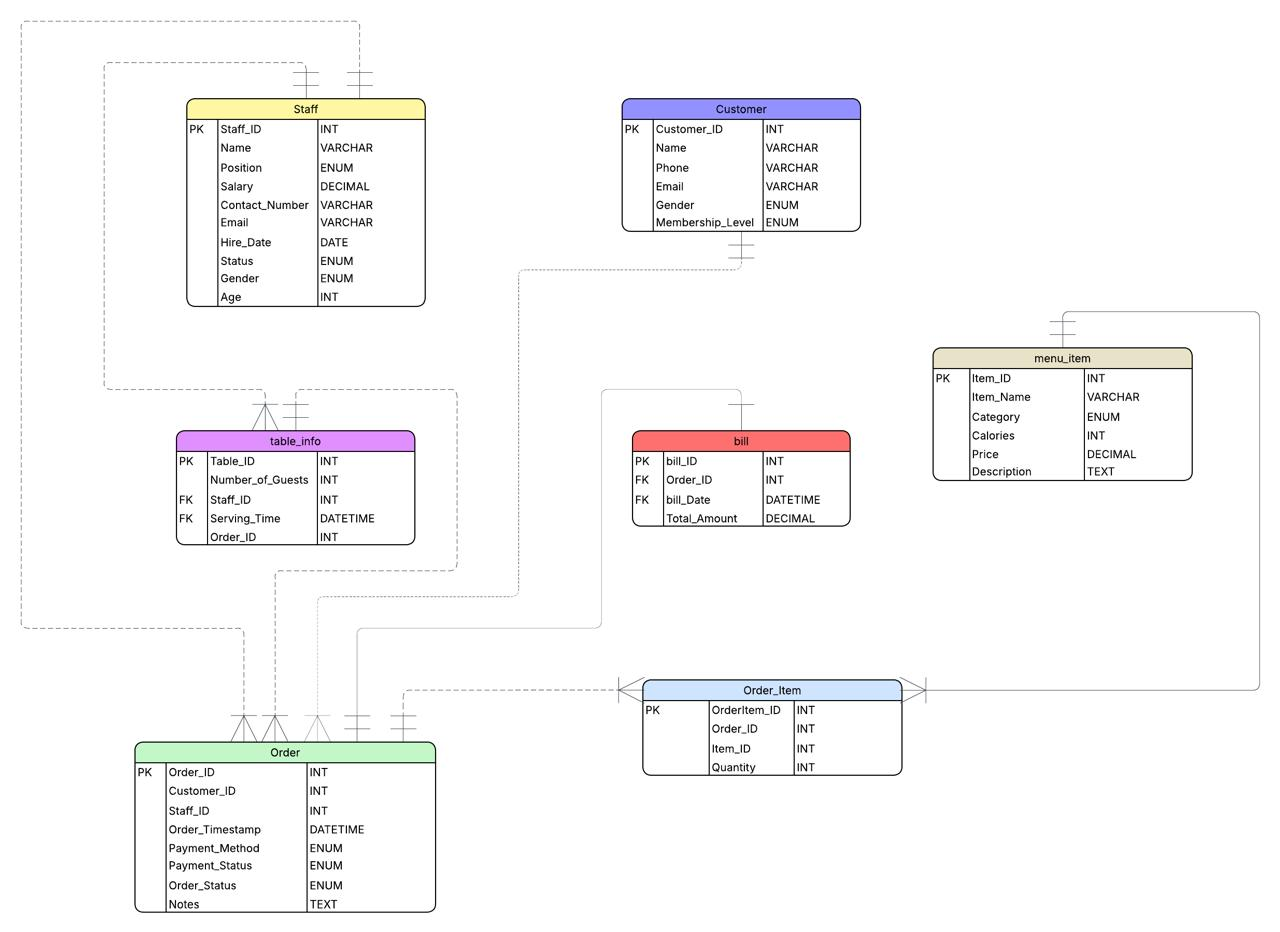 Staff
PK Staff_ID INT
Name VARCHAR
Position ENUM
Salary DECIMAL
Contact_Number VARCHAR
Email VARCHAR
Hire_Date DATE
Status ENUM
Gender ENUM
Age INT
Customer
PK Customer_ID INT
Name VARCHAR
Phone VARCHAR
Email VARCHAR
Gender ENUM
Membership_Level ENUM
menu_item
PK Item_ID INT
Item_Name VARCHAR
Category ENUM
Calories INT
Price DECIMAL
Description TEXT
table_info
PK Table_ID INT
Number_of_Guests INT
FK Staff_ID INT
FK Serving_Time DATETIME
Order_ID INT
bill
PK bill_ID INT
FK Order_ID INT
FK bill_Date DATETIME
Total_Amount DECIMAL
Order_Item
PK OrderItem_ID INT
Order_ID INT
Item_ID INT
Quantity INT
Order
PK Order_ID INT
Customer_ID INT
Staff_ID INT
Order_Timestamp DATETIME
Payment_Method ENUM
Payment_Status ENUM
Order_Status ENUM
Notes TEXT